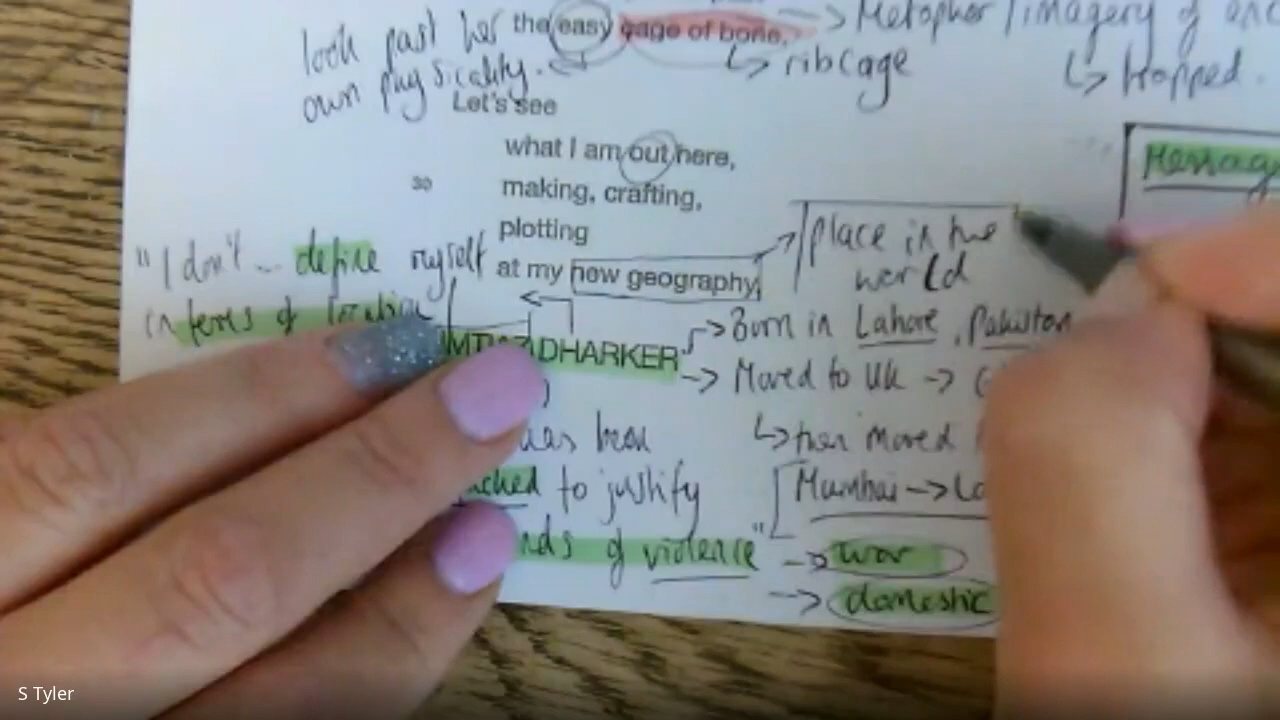 look past her
own physicality.
the easy cage of bone.
-> Metaphor / imagery of
↳ ribcage
↳ trapped.
Let's see
what I am out here,
30 making, crafting,
plotting
at my new geography.
Message
place in the
world
"I don't ... define myself
in terms of location
DHARKER
-> Born in Lahore, Pakistan
-> Moved to UK ->
↳ then moved
Mumbai ->
has been
to justify
of violence"
-> war
-> domestic
S Tyler